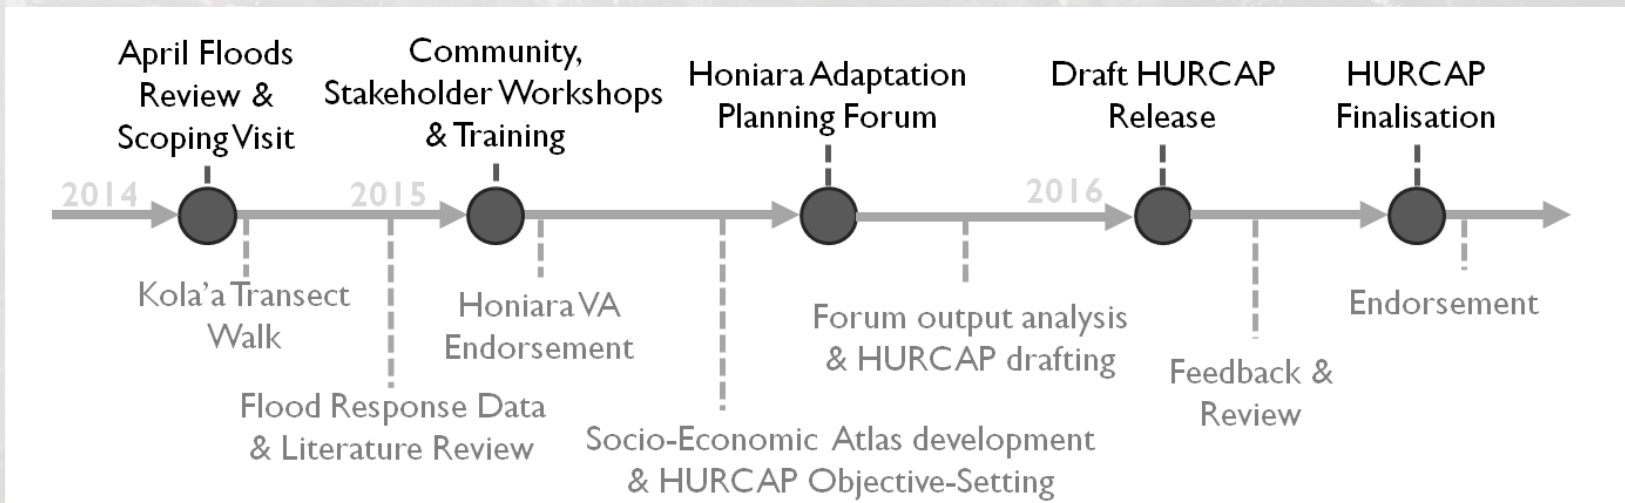 April Floods
Review &
Scoping Visit
Community,
Stakeholder Workshops
& Training
Honiara Adaptation
Planning Forum
Draft HURCAP
Release
HURCAP
Finalisation
2014
2015
2016
Kola'a Transect
Walk
Flood Response Data
& Literature Review
Honiara VA
Endorsement
Socio-Economic Atlas development
& HURCAP Objective-Setting
Forum output analysis
& HURCAP drafting
Feedback &
Review
Endorsement